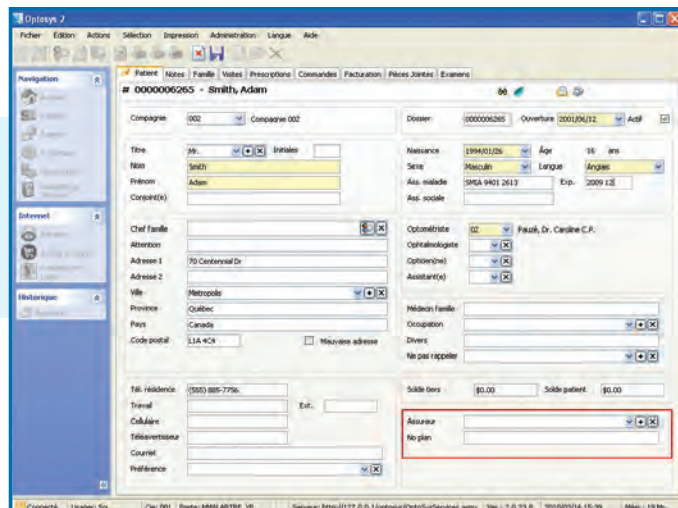 Optosys 2
Fichier Édition Actions Sélection Impression Administration Langue Aide
Navigation
Internet
Historique
Patient Notes Famille Visites Prescriptions Commandes Facturation Pièces Jointes Examens
# 0000006265 - Smith, Adam
Compagnie 002 Compagnie 002
Dossier 0000006265 Ouverture 2001/06/12 Actif
Titre Mr. Initiales
Nom Smith
Prénom Adam
Conjoint(e)
Naissance 1994/01/26 Âge 16 ans
Sexe Masculin Langue Anglais
Ass. maladie SMIA 9401 2613 Exp. 2009 12
Ass. sociale
Chef famille
Attention
Adresse 1 70 Centennial Dr
Adresse 2
Ville Metropolis
Province Québec
Pays Canada
Code postal L1A 4C4 Mauvaise adresse
Optométriste 02 Pauzé, Dr. Caroline C.P.
Ophtalmologiste
Opticien(ne)
Assistant(e)
Médecin famille
Occupation
Divers
Ne pas rappeler
Tél. résidence (555) 885-7756
Travail Ext.
Cellulaire
Téléavertisseur
Courriel
Préférence
Solde tiers $0.00 Solde patient $0.00
Assureur
No plan
Connecté